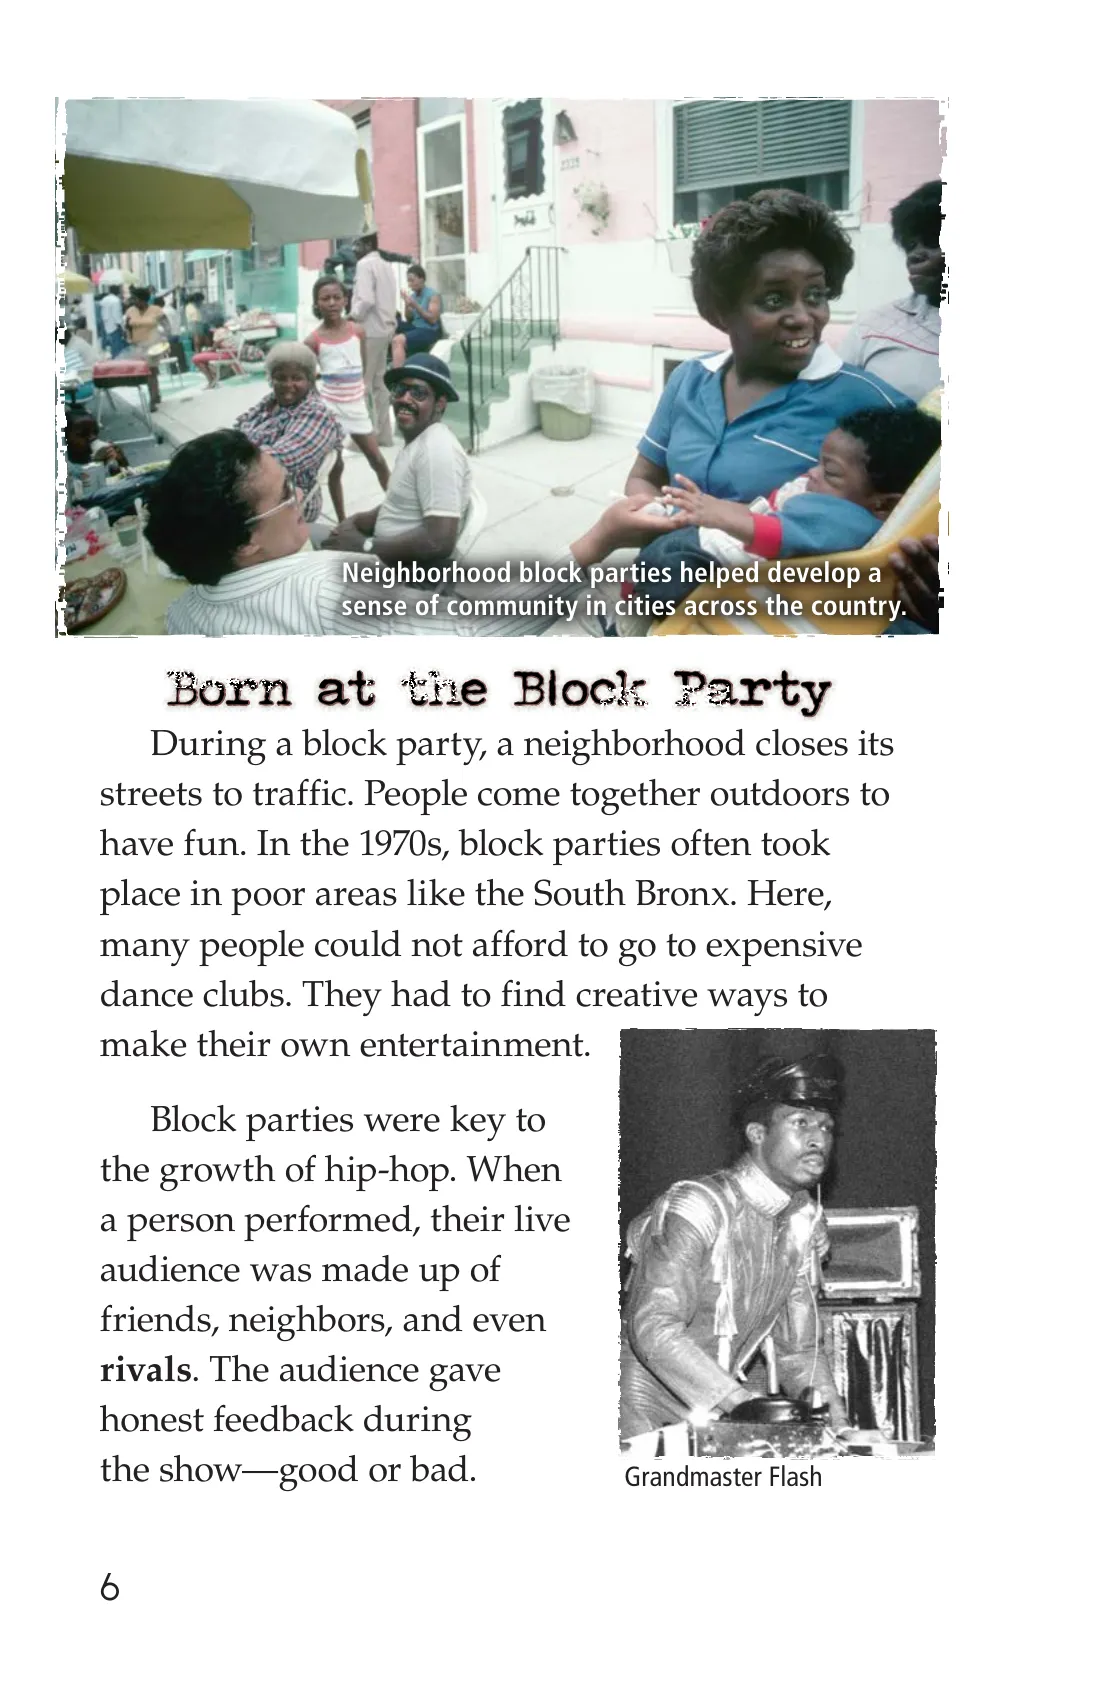 Neighborhood block parties helped develop a
sense of community in cities across the country.
Born at the Block Party
During a block party, a neighborhood closes its
streets to traffic. People come together outdoors to
have fun. In the 1970s, block parties often took
place in poor areas like the South Bronx. Here,
many people could not afford to go to expensive
dance clubs. They had to find creative ways to
make their own entertainment.
Block parties were key to
the growth of hip-hop. When
a person performed, their live
audience was made up of
friends, neighbors, and even
rivals. The audience gave
honest feedback during
the show—good or bad.
Grandmaster Flash
6